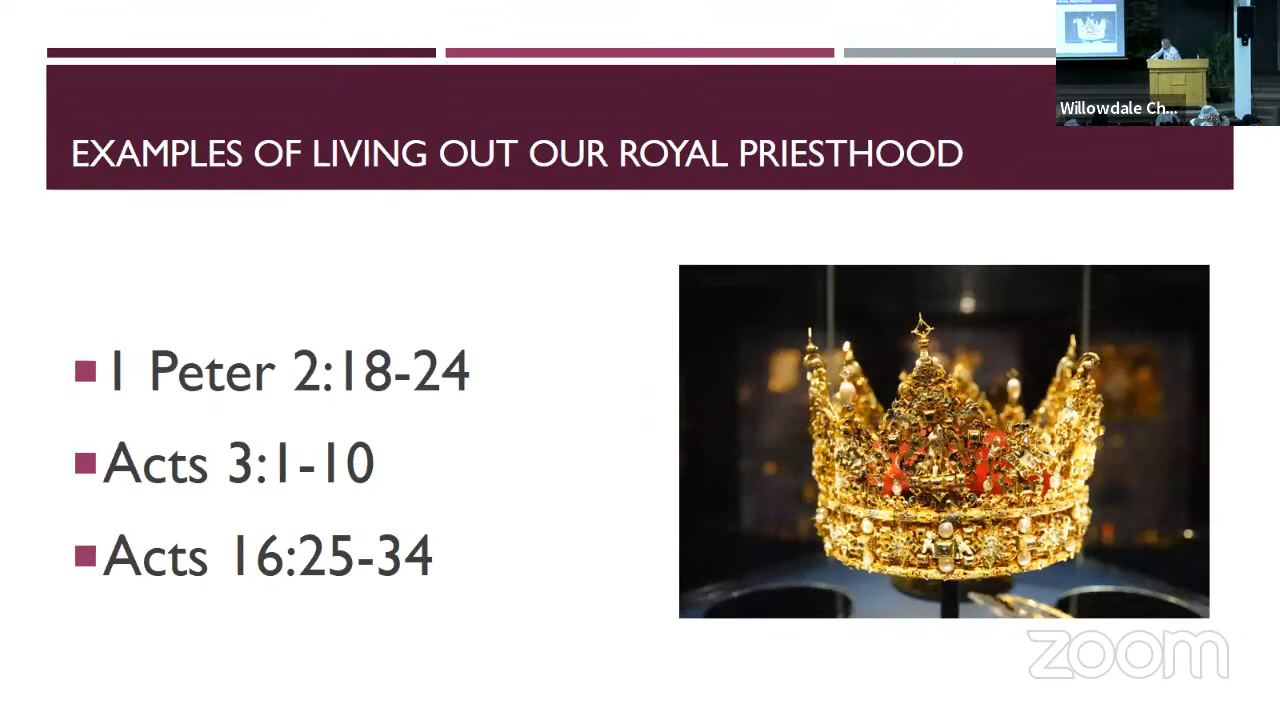 EXAMPLES OF LIVING OUT OUR ROYAL PRIESTHOOD
Willowdale Ch...
1 Peter 2:18-24
Acts 3:1-10
Acts 16:25-34
zoom